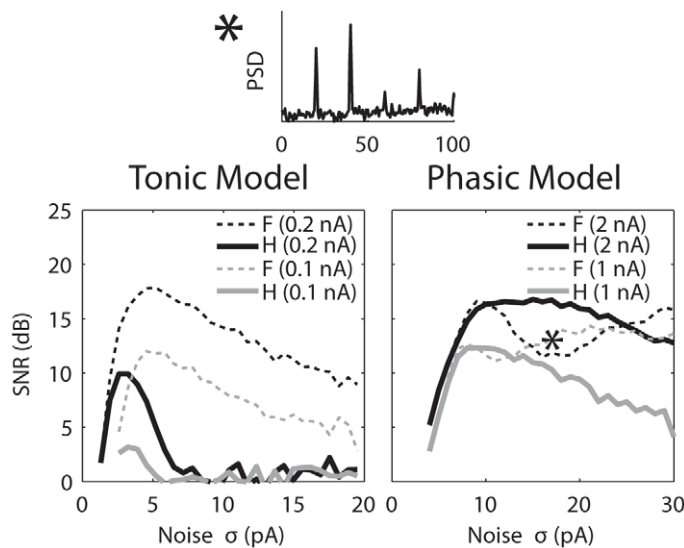 *
PSD
0 50 100
Tonic Model
Phasic Model
25
20
15
10
5
0
SNR (dB)
F (0.2 nA)
H (0.2 nA)
F (0.1 nA)
H (0.1 nA)
0 5 10 15 20
Noise σ (pA)
F (2 nA)
H (2 nA)
F (1 nA)
H (1 nA)
*
0 10 20 30
Noise σ (pA)